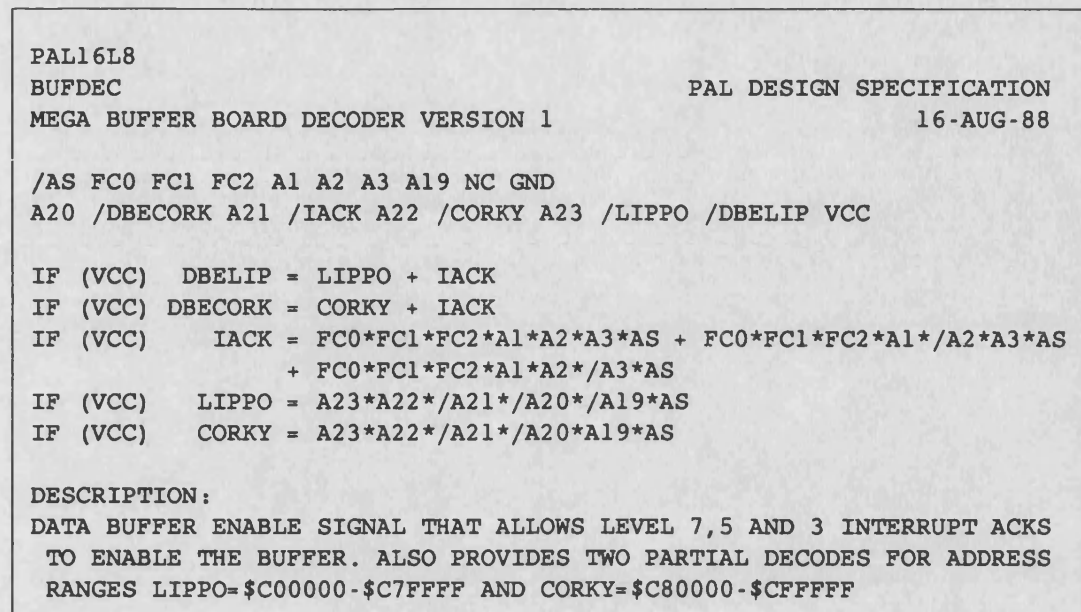 PAL16L8
BUFDEC PAL DESIGN SPECIFICATION
MEGA BUFFER BOARD DECODER VERSION 1 16-AUG-88
/AS FC0 FC1 FC2 A1 A2 A3 A19 NC GND
A20 /DBECORK A21 /IACK A22 /CORKY A23 /LIPPO /DBELIP VCC
IF (VCC) DBELIP = LIPPO + IACK
IF (VCC) DBECORK = CORKY + IACK
IF (VCC) IACK = FC0*FC1*FC2*A1*A2*A3*AS + FC0*FC1*FC2*A1*/A2*A3*AS
+ FC0*FC1*FC2*A1*A2*/A3*AS
IF (VCC) LIPPO = A23*A22*/A21*/A20*/A19*AS
IF (VCC) CORKY = A23*A22*/A21*/A20*A19*AS
DESCRIPTION:
DATA BUFFER ENABLE SIGNAL THAT ALLOWS LEVEL 7,5 AND 3 INTERRUPT ACKS
TO ENABLE THE BUFFER. ALSO PROVIDES TWO PARTIAL DECODES FOR ADDRESS
RANGES LIPPO=$C00000-$C7FFFF AND CORKY=$C80000-$CFFFFF